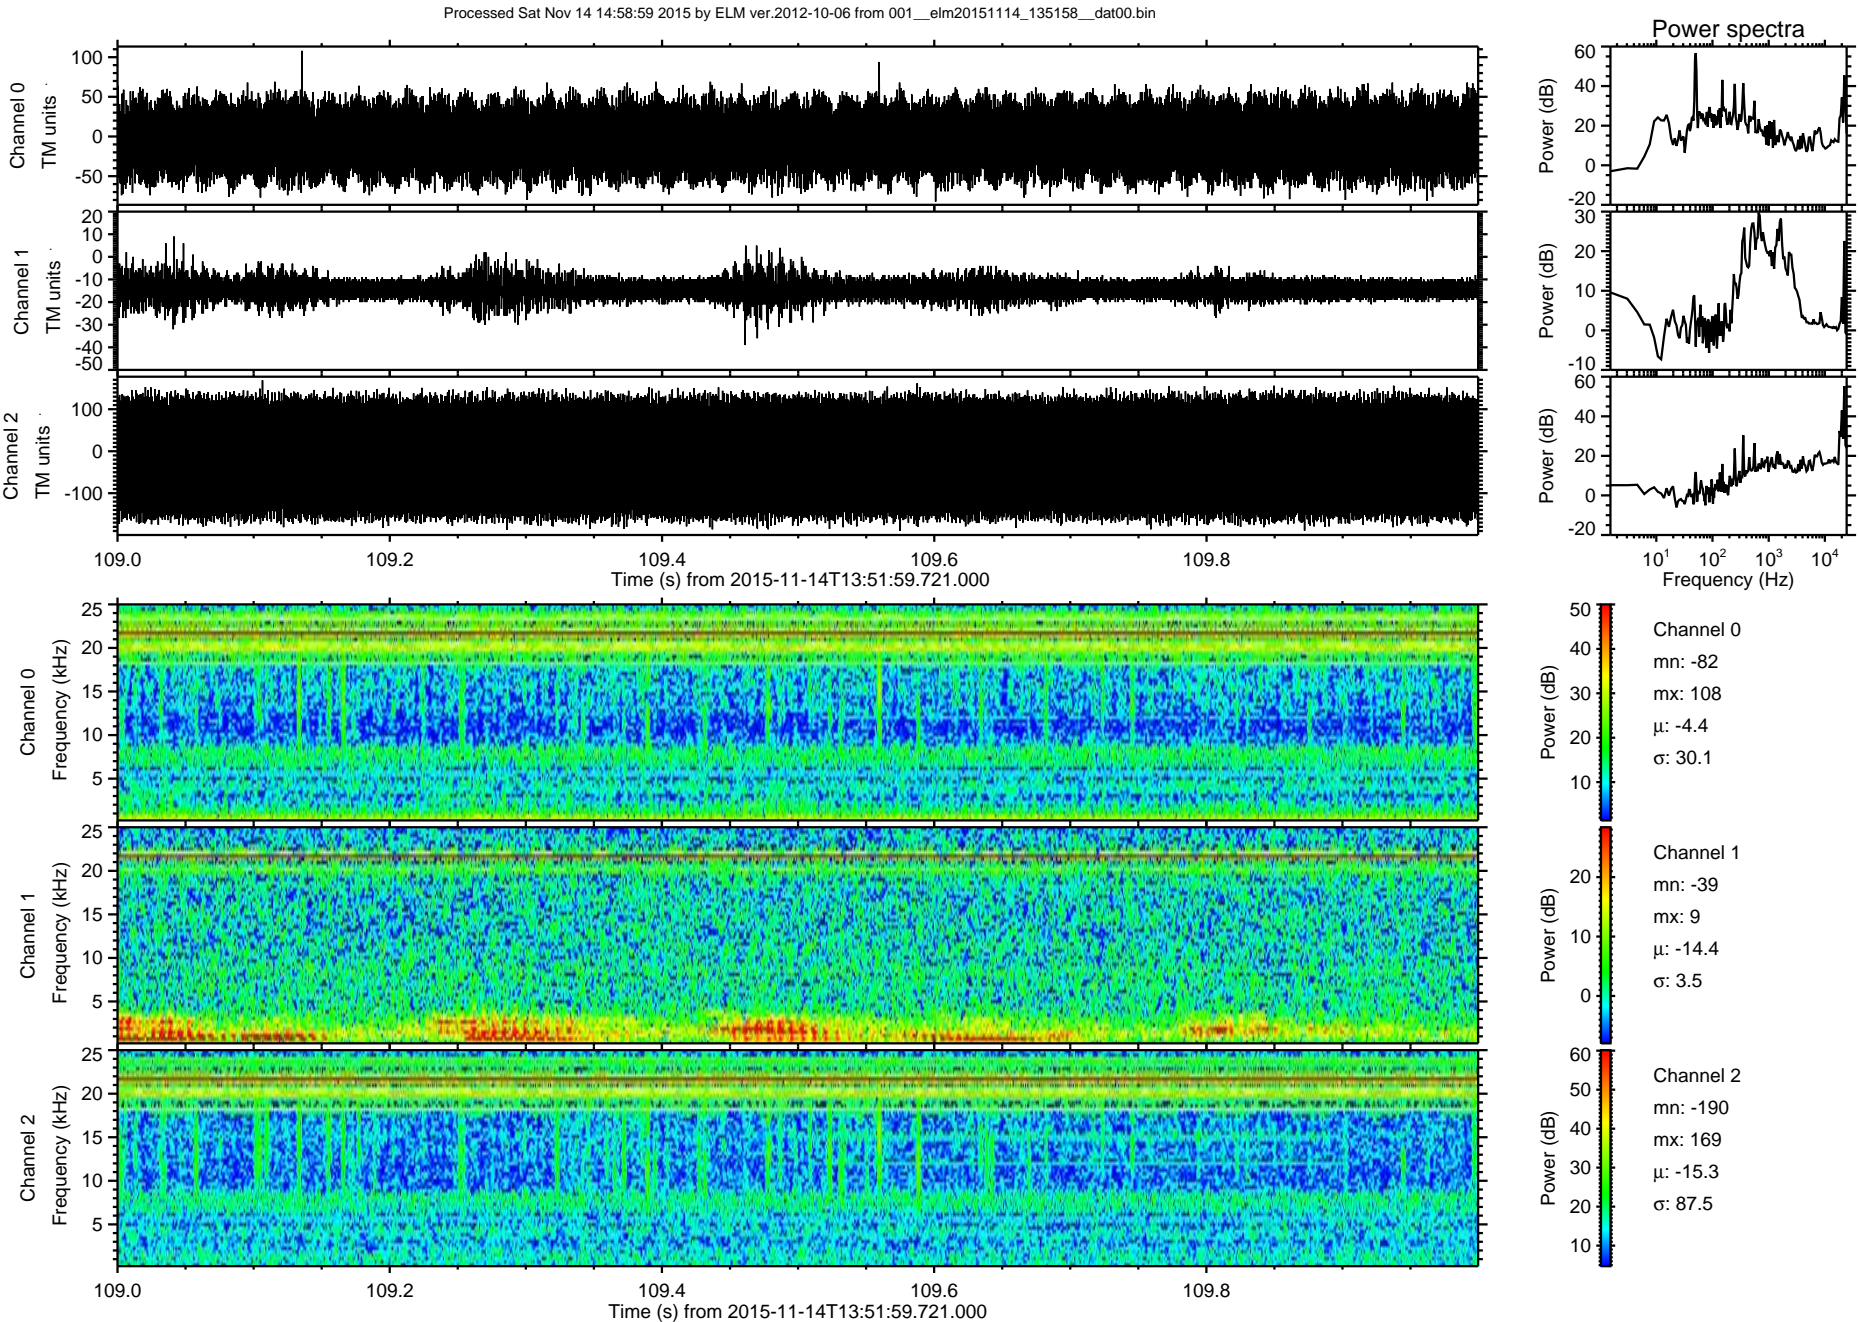 Processed Sat Nov 14 14:58:59 2015 by ELM ver.2012-10-06 from 001__elm20151114_135158__dat00.bin
Power spectra
Channel 0
TM units
100
50
0
-50
Power (dB)
60
40
20
0
-20
Channel 1
TM units
20
10
0
-10
-20
-30
-40
-50
Power (dB)
30
20
10
0
-10
Channel 2
TM units
100
0
-100
Power (dB)
60
40
20
0
-20
109.0 109.2 109.4 109.6 109.8
Time (s) from 2015-11-14T13:51:59.721.000
10^1 10^2 10^3 10^4
Frequency (Hz)
Channel 0
Frequency (kHz)
25
20
15
10
5
Power (dB)
50
40
30
20
10
Channel 0
mn: -82
mx: 108
μ: -4.4
σ: 30.1
Channel 1
Frequency (kHz)
25
20
15
10
5
Power (dB)
20
10
0
Channel 1
mn: -39
mx: 9
μ: -14.4
σ: 3.5
Channel 2
Frequency (kHz)
25
20
15
10
5
Power (dB)
60
50
40
30
20
10
Channel 2
mn: -190
mx: 169
μ: -15.3
σ: 87.5
109.0 109.2 109.4 109.6 109.8
Time (s) from 2015-11-14T13:51:59.721.000